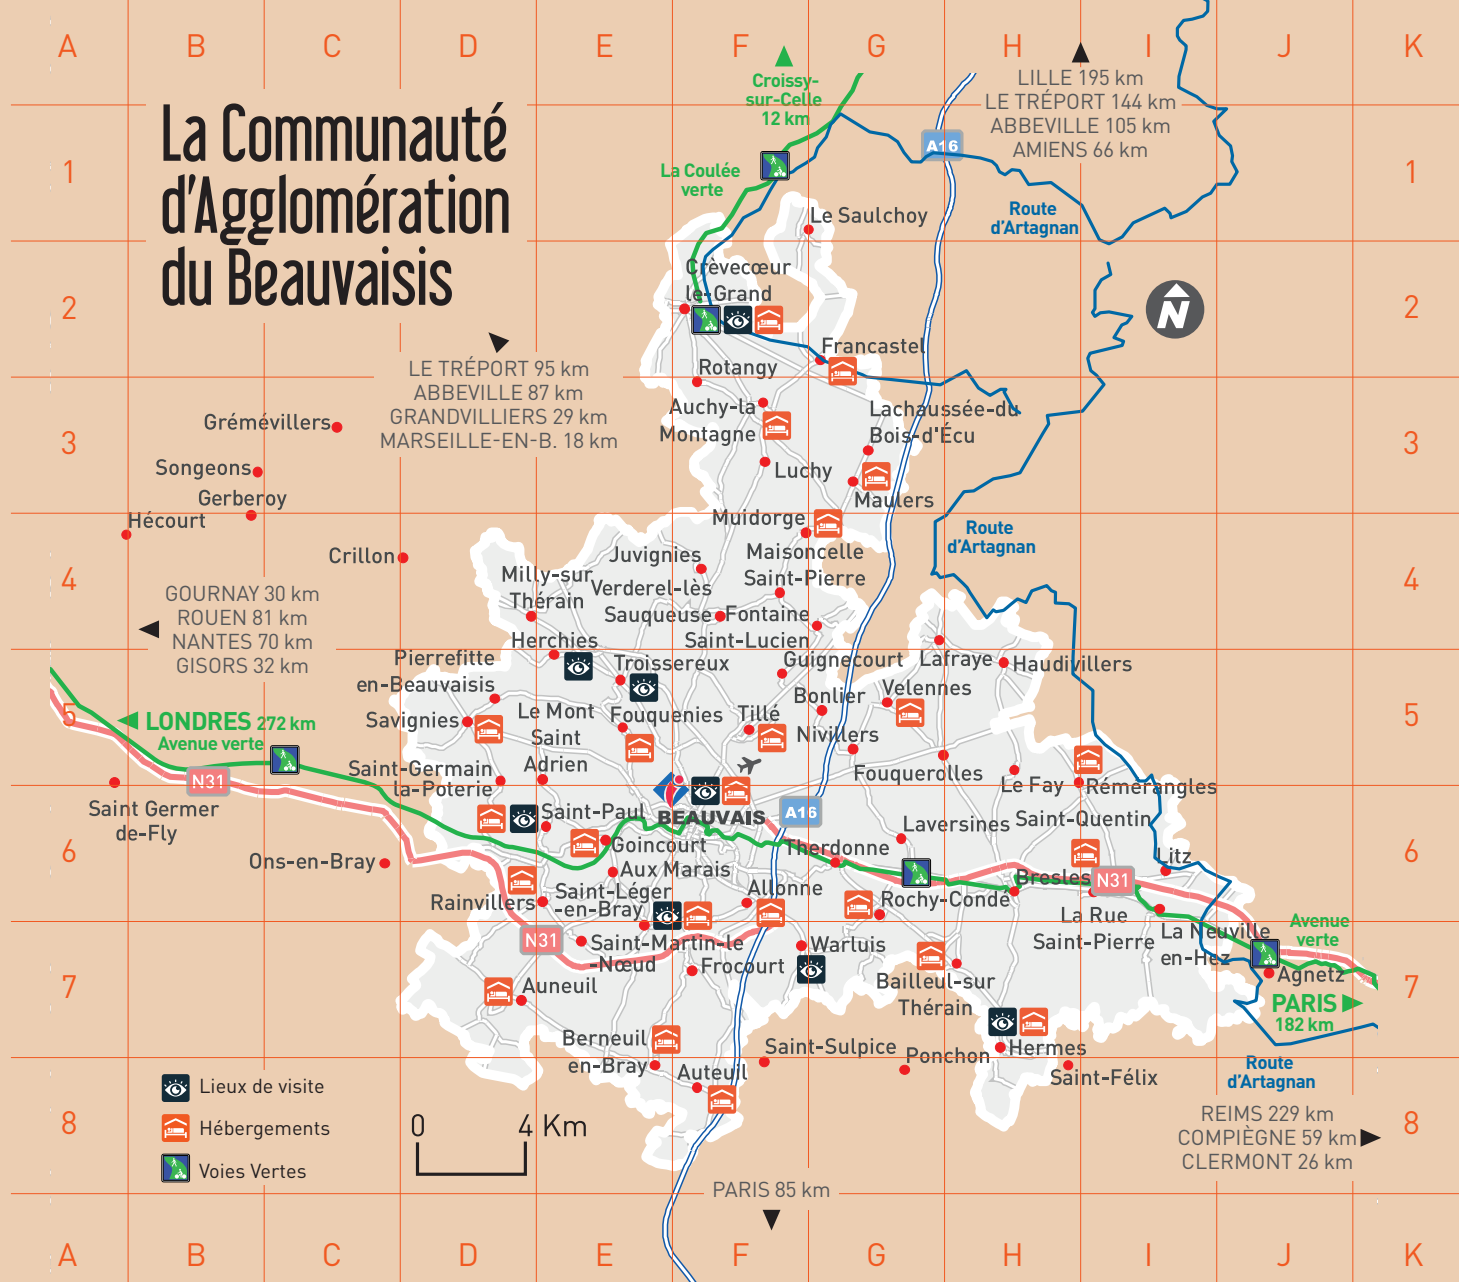 A B C D E F G H I J K
La Communauté
d'Agglomération
du Beauvaisis
Croissy-
sur-Celle
12 km
LILLE 195 km
LE TRÉPORT 144 km
ABBEVILLE 105 km
AMIENS 66 km
A16
1
La Coulée
verte
1
Route
d'Artagnan
Le Saulchoy
Crèvecœur
le-Grand
2
N
2
Francastel
LE TRÉPORT 95 km
ABBEVILLE 87 km
GRANDVILLIERS 29 km
MARSEILLE-EN-B. 18 km
Rotangy
Auchy-la
Montagne
Lachaussée-du
Bois-d'Écu
Grémévillers
3
3
Songeons
Luchy
Gerberoy
Maulers
Hécourt
Muidorge
Route
d'Artagnan
Crillon
Juvignies
Maisoncelle
Saint-Pierre
4
Milly-sur
Thérain
Verderel-lès
Sauqueuse
4
GOURNAY 30 km
ROUEN 81 km
NANTES 70 km
GISORS 32 km
Fontaine
Saint-Lucien
Herchies
Pierrefitte
en-Beauvaisis
Troissereux
Guignecourt
Lafraye
Haudivillers
Bonlier
Velennes
5
LONDRES 272 km
Avenue verte
Savignies
Le Mont
Saint
Adrien
Fouquenies
Tillé
Nivillers
5
N31
Saint-Germain
la-Poterie
Fouquerolles
Le Fay
Rémérangles
Saint Germer
de-Fly
Saint-Paul
BEAUVAIS
A16
Laversines
Saint-Quentin
6
Ons-en-Bray
Goincourt
Therdonne
Litz
6
Aux Marais
Bresles
N31
Rainvillers
Saint-Léger
-en-Bray
Allonne
Rochy-Condé
La Rue
Saint-Pierre
N31
Saint-Martin-le
-Nœud
Warluis
La Neuville
en-Hez
Avenue
verte
Frocourt
Bailleul-sur
Thérain
Agnetz
7
Auneuil
7
PARIS
182 km
Berneuil
en-Bray
Saint-Sulpice
Ponchon
Hermes
Auteuil
Saint-Félix
Route
d'Artagnan
Lieux de visite
Hébergements
Voies Vertes
8
0 4 Km
8
REIMS 229 km
COMPIÈGNE 59 km
CLERMONT 26 km
PARIS 85 km
A B C D E F G H I J K